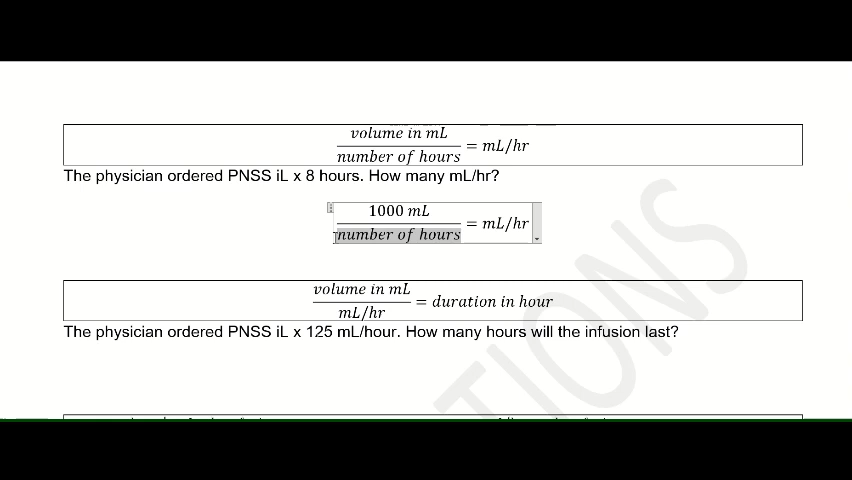 volume in mL
number of hours = mL/hr
The physician ordered PNSS iL x 8 hours. How many mL/hr?
1000 mL
number of hours = mL/hr
volume in mL
mL/hr = duration in hour
The physician ordered PNSS iL x 125 mL/hour. How many hours will the infusion last?
TIONS